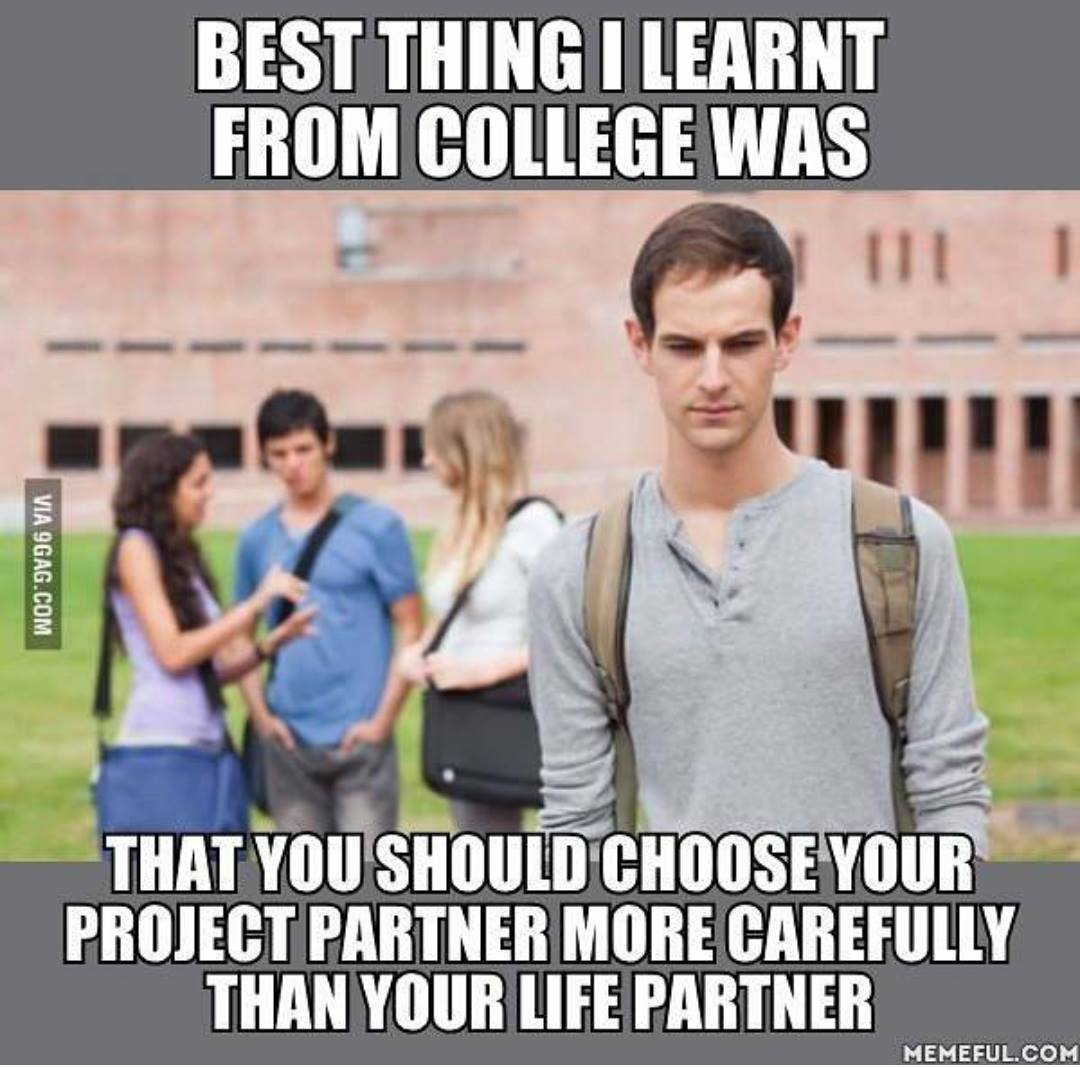 BEST THING I LEARNT
FROM COLLEGE WAS
VIA 9GAG.COM
THAT YOU SHOULD CHOOSE YOUR
PROJECT PARTNER MORE CAREFULLY
THAN YOUR LIFE PARTNER
MEMEFUL.COM